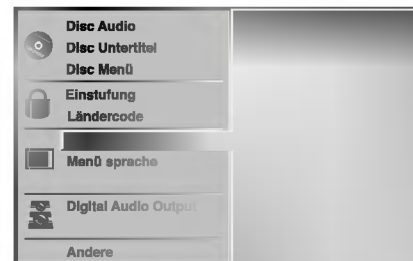 Disc Audio
Disc Untertitel
Disc Menü
Einstufung
Ländercode
Menü sprache
Digital Audio Output
Andere